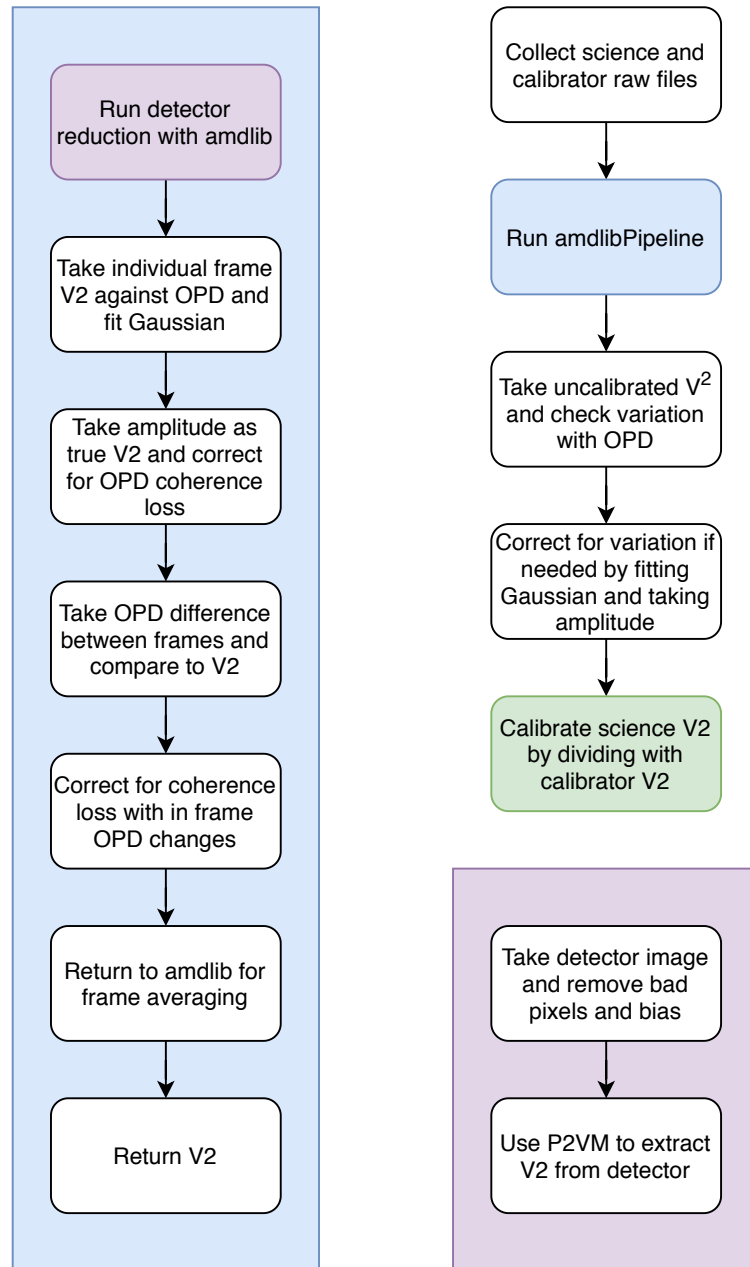 Run detector
reduction with amdlib
Take individual frame
V2 against OPD and
fit Gaussian
Take amplitude as
true V2 and correct
for OPD coherence
loss
Take OPD difference
between frames and
compare to V2
Correct for coherence
loss with in frame
OPD changes
Return to amdlib for
frame averaging
Return V2
Collect science and
calibrator raw files
Run amdlibPipeline
Take uncalibrated V²
and check variation
with OPD
Correct for variation if
needed by fitting
Gaussian and taking
amplitude
Calibrate science V2
by dividing with
calibrator V2
Take detector image
and remove bad
pixels and bias
Use P2VM to extract
V2 from detector